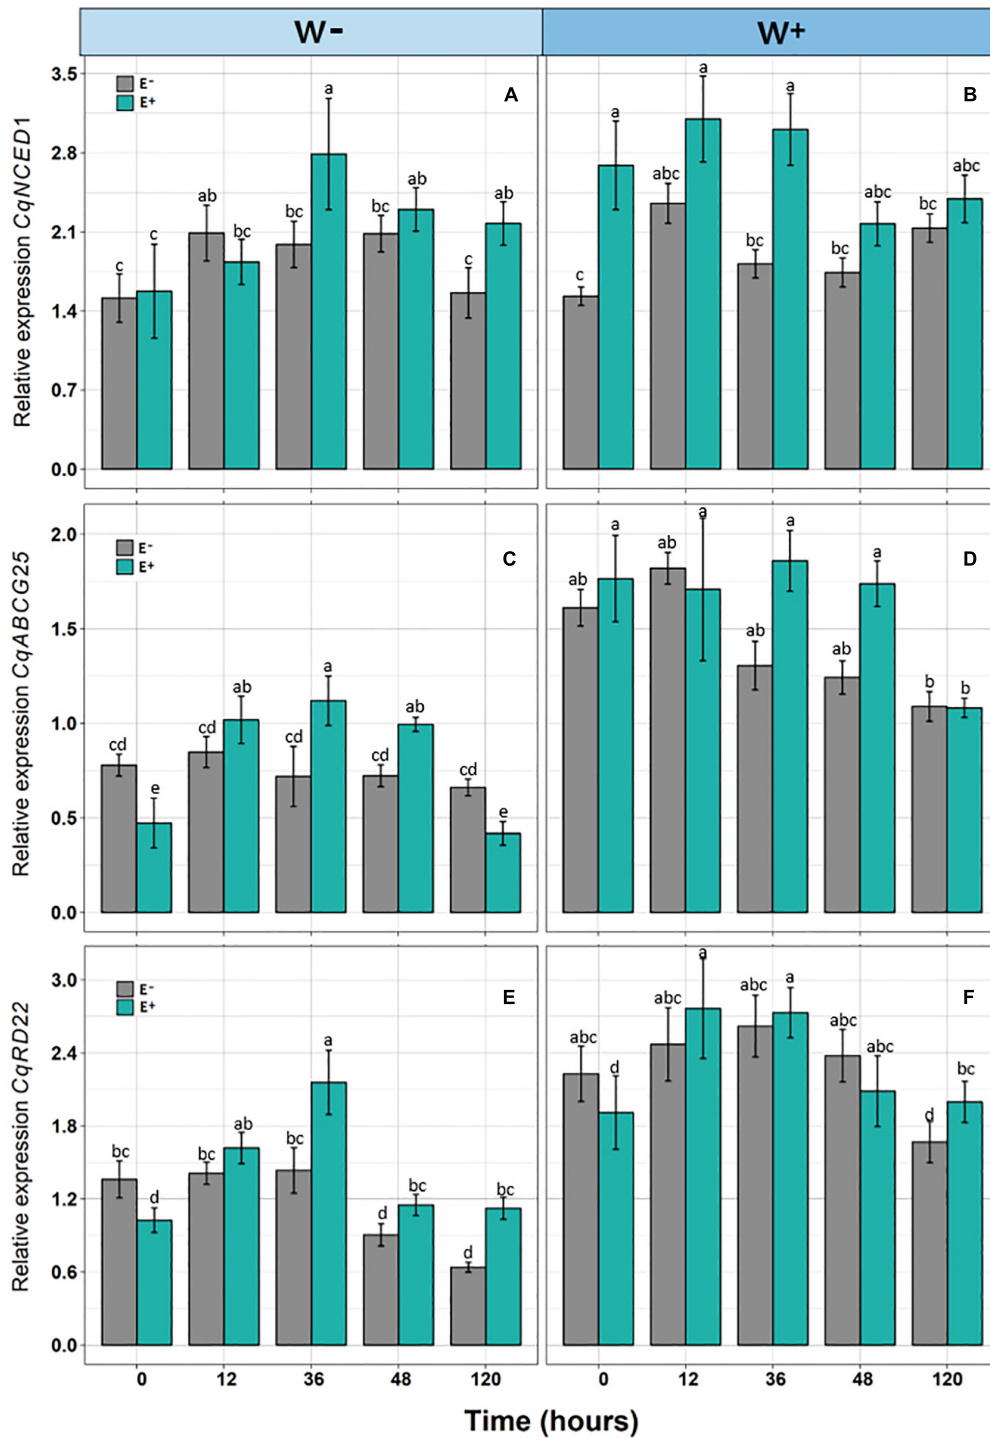 W- W+
Relative expression CqNCED1
3.5
2.8
2.1
1.4
0.7
0.0
E-
E+
A
c c ab bc bc a bc ab c ab
B
c a abc a bc a bc abc bc abc
Relative expression CqABCG25
2.0
1.5
1.0
0.5
0.0
E-
E+
C
cd e cd ab cd a cd ab cd e
D
ab a ab a ab a ab a b b
Relative expression CqRD22
3.0
2.4
1.8
1.2
0.6
0.0
E-
E+
E
bc d bc ab bc a d bc d bc
F
abc d abc a abc a abc abc d bc
0 12 36 48 120 0 12 36 48 120
Time (hours)